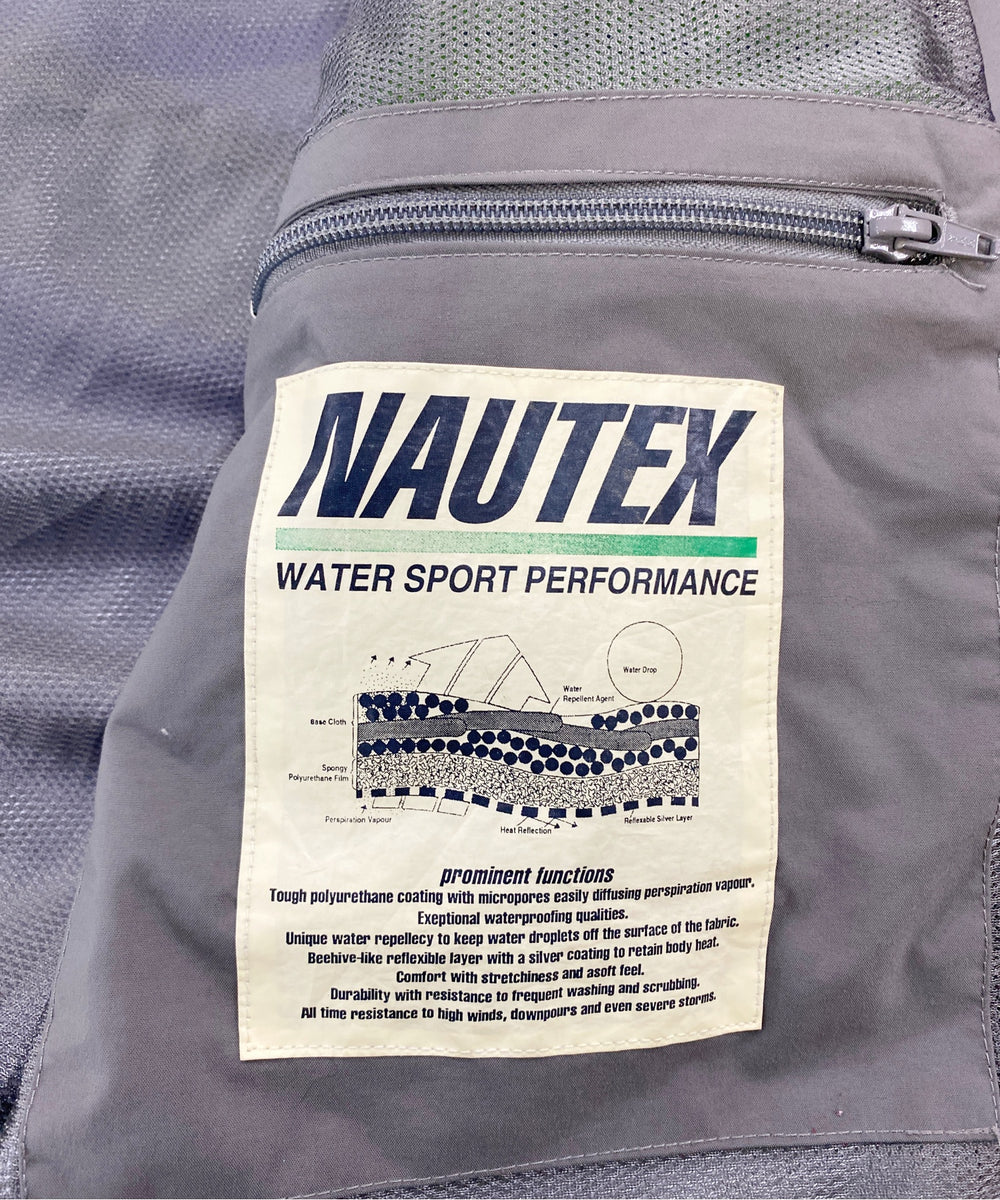 NAUTEX
WATER SPORT PERFORMANCE
Water Drop
Water
Repellent Agent
Base Cloth
Spongy
Polyurethane Film
Perspiration Vapour
Heat Reflection
Reflexable Silver Layer
prominent functions
Tough polyurethane coating with micropores easily diffusing perspiration vapour.
Exeptional waterproofing qualities.
Unique water repellecy to keep water droplets off the surface of the fabric.
Beehive-like reflexible layer with a silver coating to retain body heat.
Comfort with stretchiness and asoft feel.
Durability with resistance to frequent washing and scrubbing.
All time resistance to high winds, downpours and even severe storms.